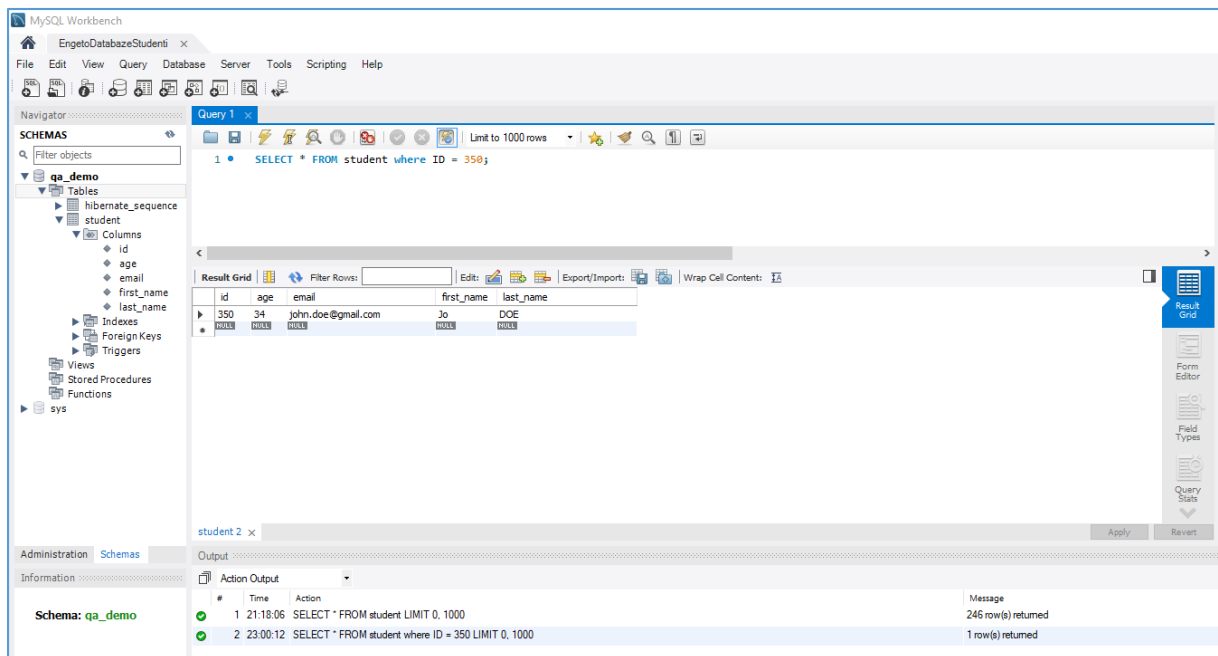 MySQL Workbench
EngetoDatabazeStudenti ×
File Edit View Query Database Server Tools Scripting Help
Navigator
SCHEMAS
Filter objects
qa_demo
Tables
hibernate_sequence
student
Columns
id
age
email
first_name
last_name
Indexes
Foreign Keys
Triggers
Views
Stored Procedures
Functions
sys
Administration Schemas
Information
Schema: qa_demo
Query 1 ×
Limit to 1000 rows
1 SELECT * FROM student where ID = 350;
Result Grid Filter Rows: Edit: Export/Import: Wrap Cell Content:
id age email first_name last_name
350 34 john.doe@gmail.com Jo DOE
NULL NULL NULL NULL NULL
Result
Grid
Form
Editor
Field
Types
Query
Stats
student 2 ×
Apply Revert
Output
Action Output
# Time Action Message
1 21:18:06 SELECT * FROM student LIMIT 0, 1000 246 row(s) returned
2 23:00:12 SELECT * FROM student where ID = 350 LIMIT 0, 1000 1 row(s) returned